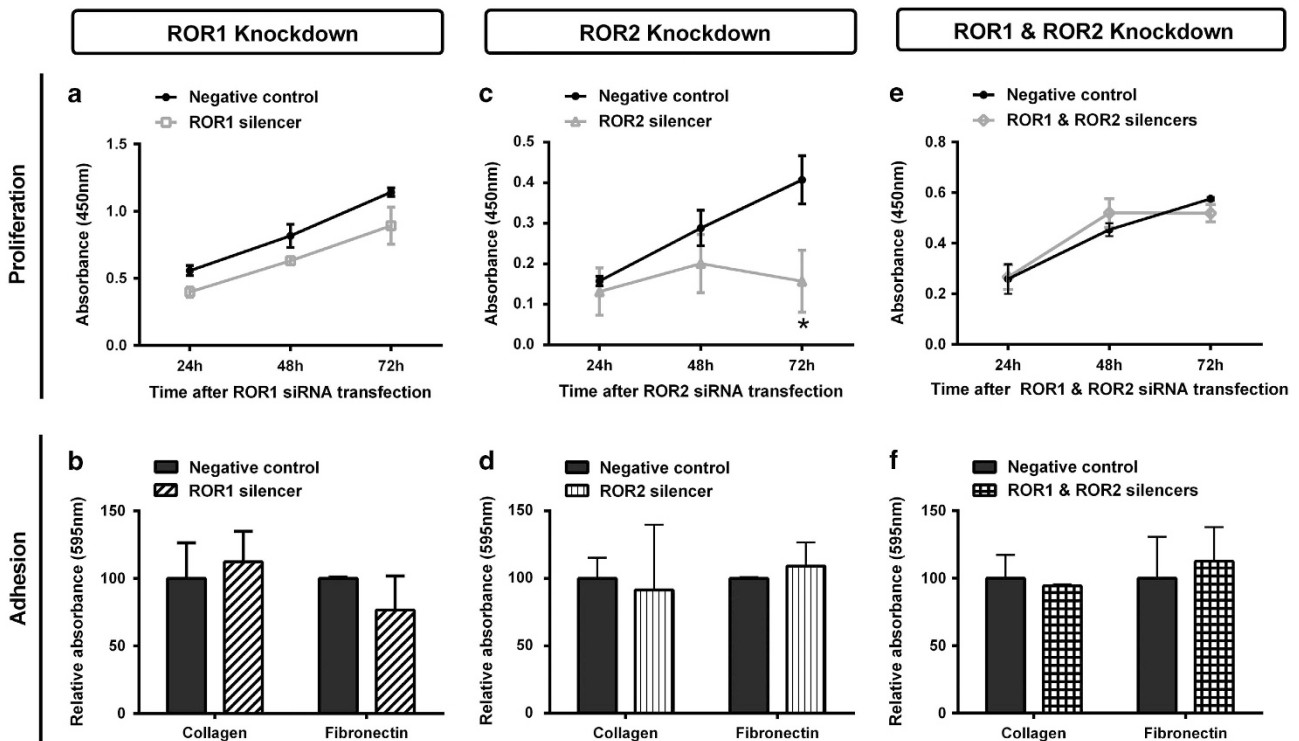 ROR1 Knockdown
ROR2 Knockdown
ROR1 & ROR2 Knockdown
Proliferation
a
Negative control
ROR1 silencer
Absorbance (450nm)
1.5
1.0
0.5
0.0
24h
48h
72h
Time after ROR1 siRNA transfection
c
Negative control
ROR2 silencer
Absorbance (450nm)
0.5
0.4
0.3
0.2
0.1
0.0
*
24h
48h
72h
Time after ROR2 siRNA transfection
e
Negative control
ROR1 & ROR2 silencers
Absorbance (450nm)
0.8
0.6
0.4
0.2
0.0
24h
48h
72h
Time after ROR1 & ROR2 siRNA transfection
Adhesion
b
Negative control
ROR1 silencer
Relative absorbance (595nm)
150
100
50
0
Collagen
Fibronectin
d
Negative control
ROR2 silencer
Relative absorbance (595nm)
150
100
50
0
Collagen
Fibronectin
f
Negative control
ROR1 & ROR2 silencers
Relative absorbance (595nm)
150
100
50
0
Collagen
Fibronectin